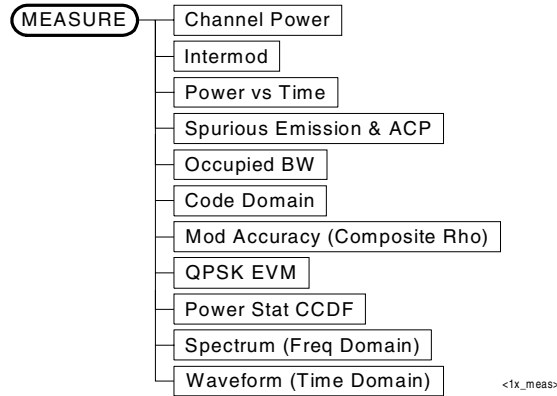 MEASURE
Channel Power
Intermod
Power vs Time
Spurious Emission & ACP
Occupied BW
Code Domain
Mod Accuracy (Composite Rho)
QPSK EVM
Power Stat CCDF
Spectrum (Freq Domain)
Waveform (Time Domain)
<1x_meas>